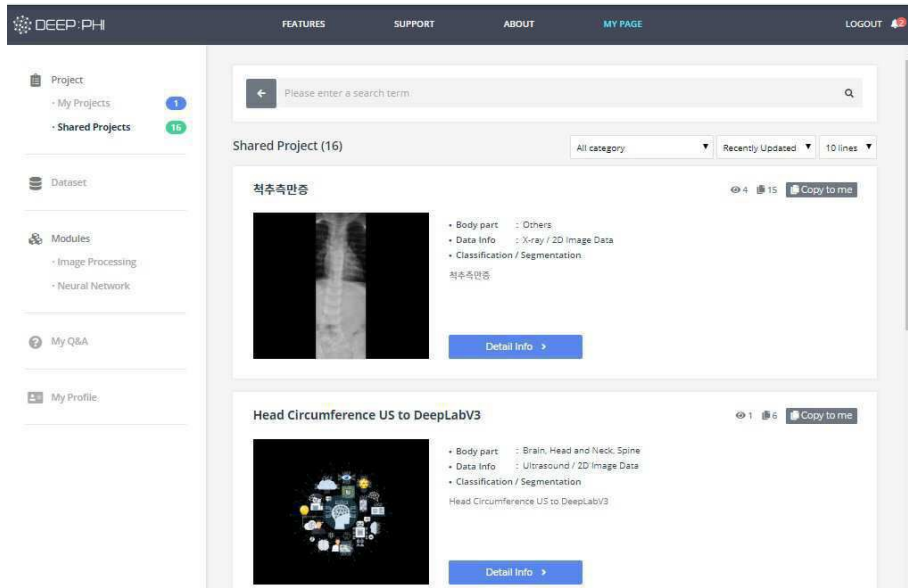 DEEP:PHI
FEATURES
SUPPORT
ABOUT
MY PAGE
LOGOUT
2
Project
· My Projects 1
· Shared Projects 16
Dataset
Modules
· Image Processing
· Neural Network
My Q&A
My Profile
Please enter a search term
Shared Project (16)
All category
Recently Updated
10 lines
척추측만증
4 15 Copy to me
• Body part : Others
• Data Info : X-ray / 2D Image Data
• Classification / Segmentation
척추측만증
Detail Info >
Head Circumference US to DeepLabV3
1 6 Copy to me
• Body part : Brain, Head and Neck, Spine
• Data Info : Ultrasound / 2D Image Data
• Classification / Segmentation
Head Circumference US to DeepLabV3
Detail Info >